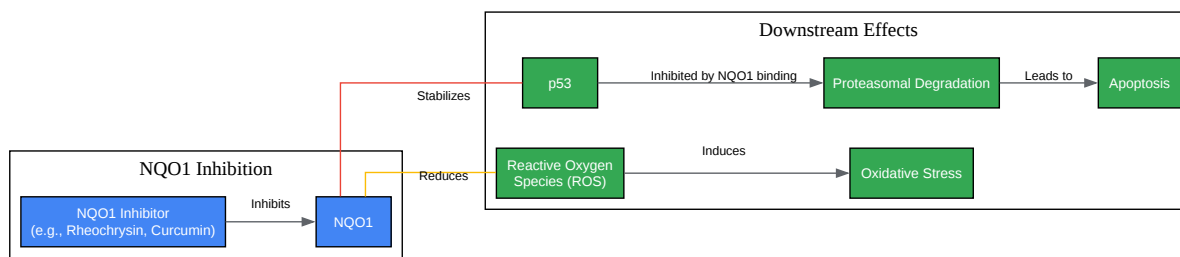 Downstream Effects
p53
Inhibited by NQO1 binding
Proteasomal Degradation
Leads to
Apoptosis
Stabilizes
NQO1 Inhibition
Reactive Oxygen
Species (ROS)
Induces
Oxidative Stress
Reduces
NQO1 Inhibitor
(e.g., Rheochrysin, Curcumin)
Inhibits
NQO1